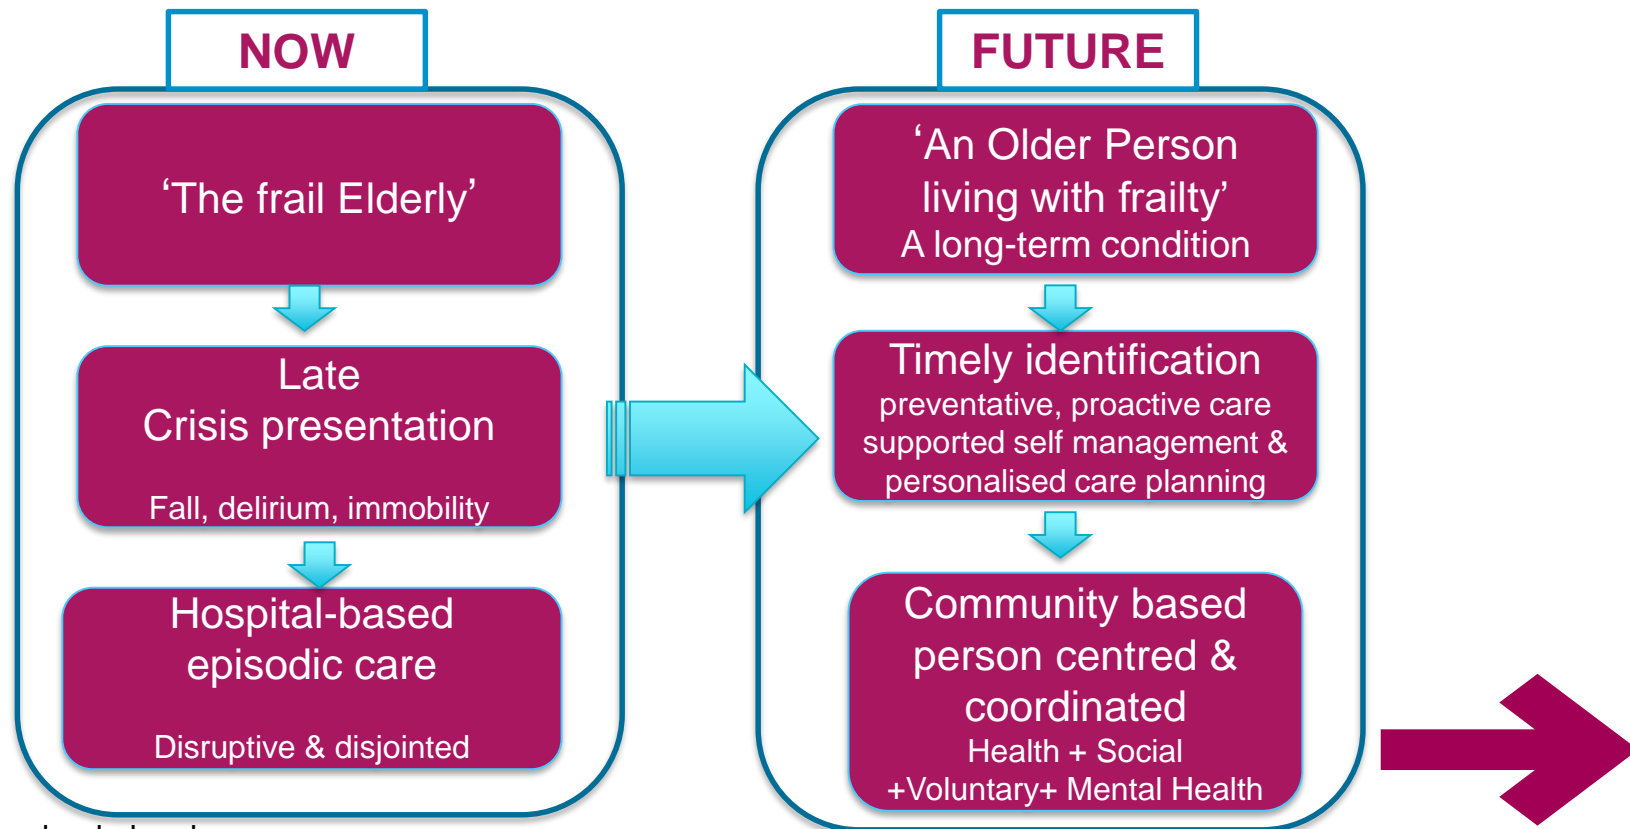 NOW
‘The frail Elderly’
Late
Crisis presentation
Fall, delirium, immobility
Hospital-based
episodic care
Disruptive & disjointed
FUTURE
‘An Older Person
living with frailty’
A long-term condition
Timely identification
preventative, proactive care
supported self management &
personalised care planning
Community based
person centred &
coordinated
Health + Social
+Voluntary+ Mental Health